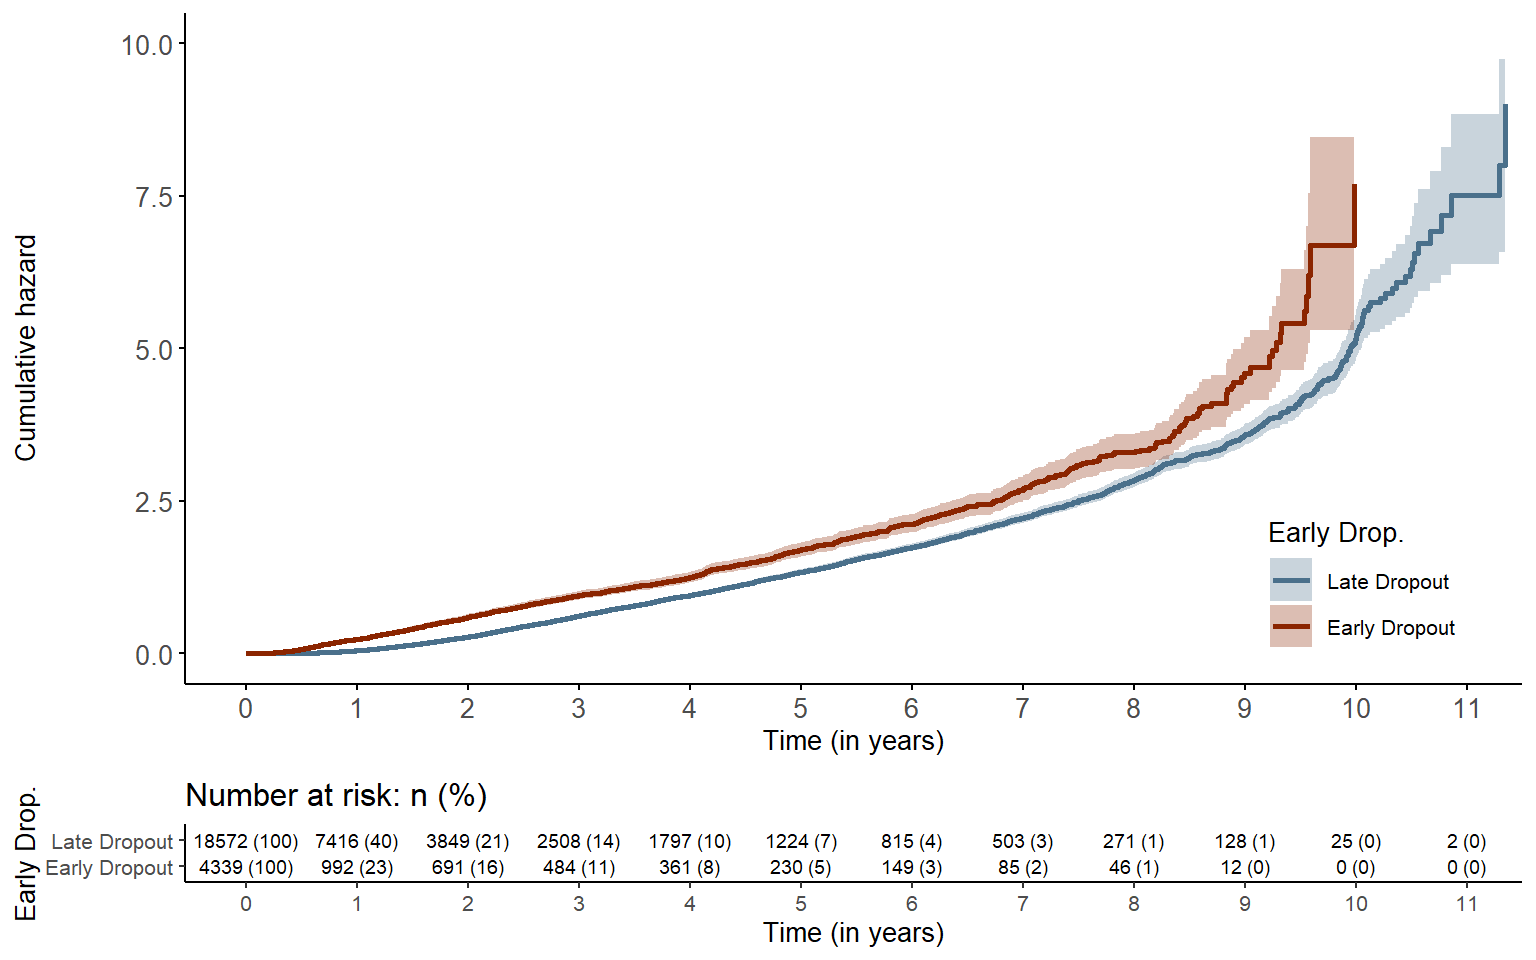 10.0
7.5
5.0
2.5
0.0
Cumulative hazard
Early Drop.
Late Dropout
Early Dropout
0 1 2 3 4 5 6 7 8 9 10 11
Time (in years)
Number at risk: n (%)
Early Drop.
Late Dropout 18572 (100) 7416 (40) 3849 (21) 2508 (14) 1797 (10) 1224 (7) 815 (4) 503 (3) 271 (1) 128 (1) 25 (0) 2 (0)
Early Dropout 4339 (100) 992 (23) 691 (16) 484 (11) 361 (8) 230 (5) 149 (3) 85 (2) 46 (1) 12 (0) 0 (0) 0 (0)
0 1 2 3 4 5 6 7 8 9 10 11
Time (in years)